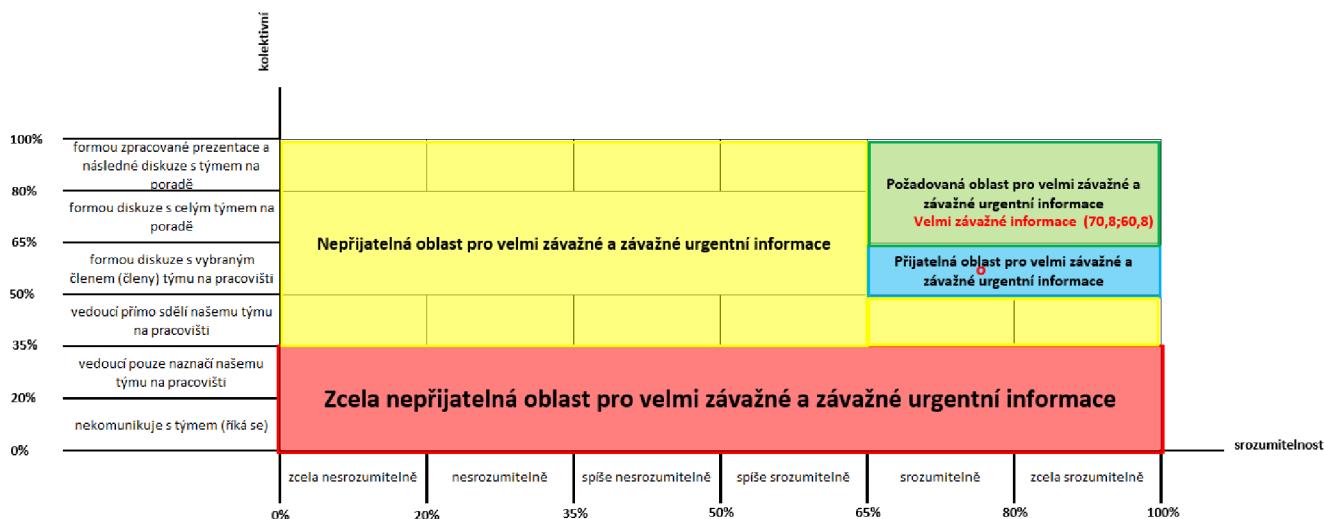 kolektivní
100%
formou zpracované prezentace a
následné diskuze s týmem na
poradě
80%
formou diskuze s celým týmem na
poradě
65%
formou diskuze s vybraným
členem (členy) týmu na pracovišti
50%
vedoucí přímo sdělí našemu týmu
na pracovišti
35%
vedoucí pouze naznačí našemu
týmu na pracovišti
20%
nekomunikuje s týmem (říká se)
0%
Nepřijatelná oblast pro velmi závažné a závažné urgentní informace
Požadovaná oblast pro velmi závažné a
závažné urgentní informace
Velmi závažné informace (70,8;60,8)
Přijatelná oblast pro velmi závažné a
závažné urgentní informace
Zcela nepřijatelná oblast pro velmi závažné a závažné urgentní informace
srozumitelnost
zcela nesrozumitelně
nesrozumitelně
spíše nesrozumitelně
spíše srozumitelně
srozumitelně
zcela srozumitelně
0%
20%
35%
50%
65%
80%
100%